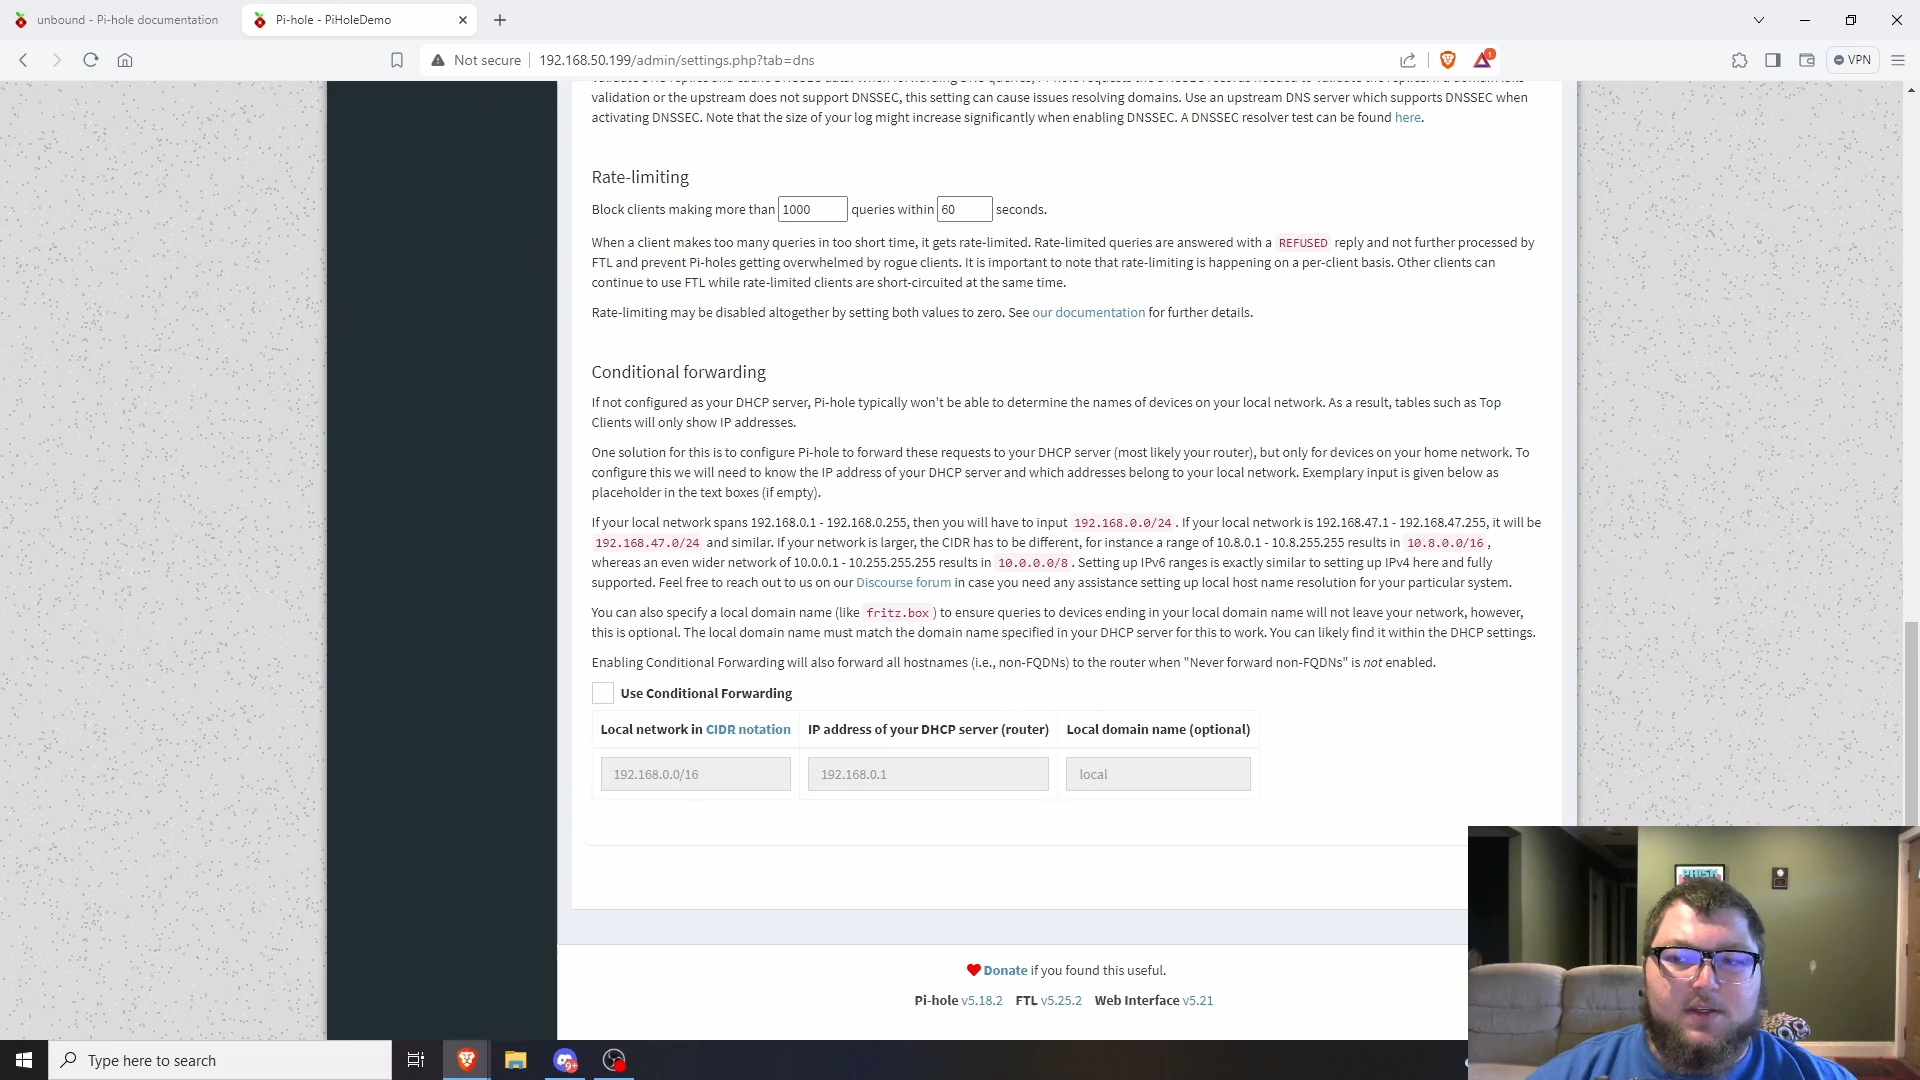 unbound - Pi-hole documentation
Pi-hole - PiHoleDemo
Not secure
192.168.50.199/admin/settings.php?tab=dns
1
VPN
validation or the upstream does not support DNSSEC, this setting can cause issues resolving domains. Use an upstream DNS server which supports DNSSEC when
activating DNSSEC. Note that the size of your log might increase significantly when enabling DNSSEC. A DNSSEC resolver test can be found here.
Rate-limiting
Block clients making more than 1000 queries within 60 seconds.
When a client makes too many queries in too short time, it gets rate-limited. Rate-limited queries are answered with a REFUSED reply and not further processed by
FTL and prevent Pi-holes getting overwhelmed by rogue clients. It is important to note that rate-limiting is happening on a per-client basis. Other clients can
continue to use FTL while rate-limited clients are short-circuited at the same time.
Rate-limiting may be disabled altogether by setting both values to zero. See our documentation for further details.
Conditional forwarding
If not configured as your DHCP server, Pi-hole typically won't be able to determine the names of devices on your local network. As a result, tables such as Top
Clients will only show IP addresses.
One solution for this is to configure Pi-hole to forward these requests to your DHCP server (most likely your router), but only for devices on your home network. To
configure this we will need to know the IP address of your DHCP server and which addresses belong to your local network. Exemplary input is given below as
placeholder in the text boxes (if empty).
If your local network spans 192.168.0.1 - 192.168.0.255, then you will have to input 192.168.0.0/24. If your local network is 192.168.47.1 - 192.168.47.255, it will be
192.168.47.0/24 and similar. If your network is larger, the CIDR has to be different, for instance a range of 10.8.0.1 - 10.8.255.255 results in 10.8.0.0/16,
whereas an even wider network of 10.0.0.1 - 10.255.255.255 results in 10.0.0.0/8. Setting up IPv6 ranges is exactly similar to setting up IPv4 here and fully
supported. Feel free to reach out to us on our Discourse forum in case you need any assistance setting up local host name resolution for your particular system.
You can also specify a local domain name (like fritz.box) to ensure queries to devices ending in your local domain name will not leave your network, however,
this is optional. The local domain name must match the domain name specified in your DHCP server for this to work. You can likely find it within the DHCP settings.
Enabling Conditional Forwarding will also forward all hostnames (i.e., non-FQDNs) to the router when "Never forward non-FQDNs" is not enabled.
Use Conditional Forwarding
Local network in CIDR notation
IP address of your DHCP server (router)
Local domain name (optional)
192.168.0.0/16
192.168.0.1
local
PHISH
Donate if you found this useful.
Pi-hole v5.18.2 FTL v5.25.2 Web Interface v5.21
Type here to search
9+